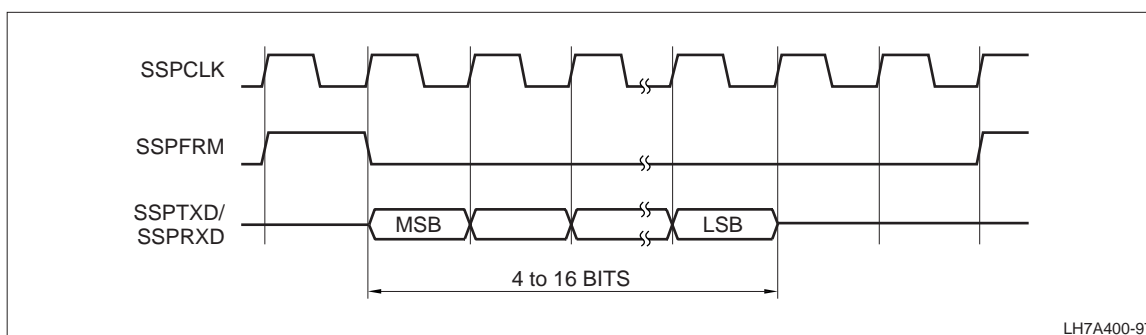 SSPCLK
SSPFRM
SSPTXD/
SSPRXD
MSB
LSB
4 to 16 BITS
LH7A400-9